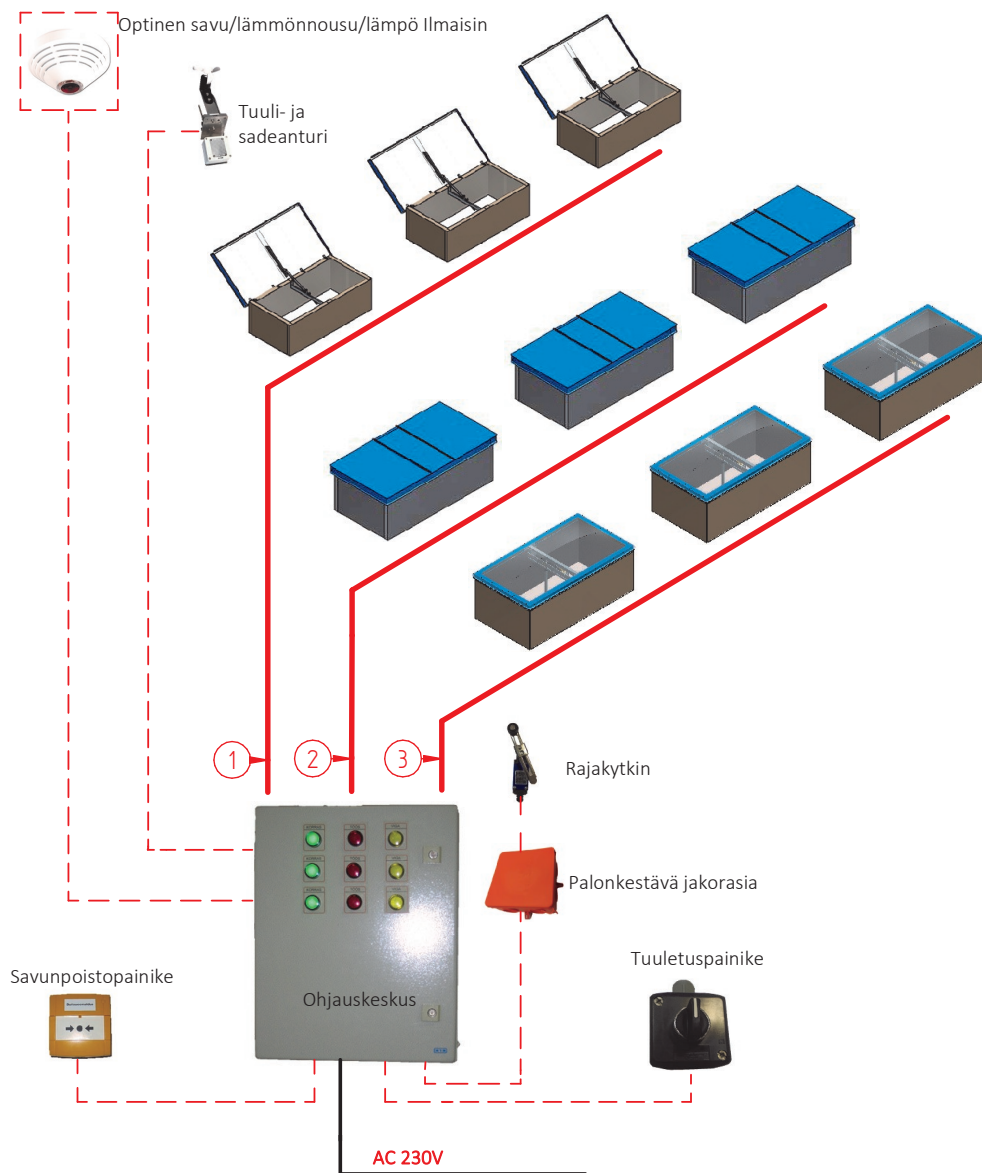 Optinen savu/lämmönnousu/lämpö Ilmaisin
Tuuli- ja
sadeanturi
1
2
3
Rajakytkin
Palonkestävä jakorasia
Savunpoistopainike
Ohjauskeskus
Tuuletuspainike
AC 230V